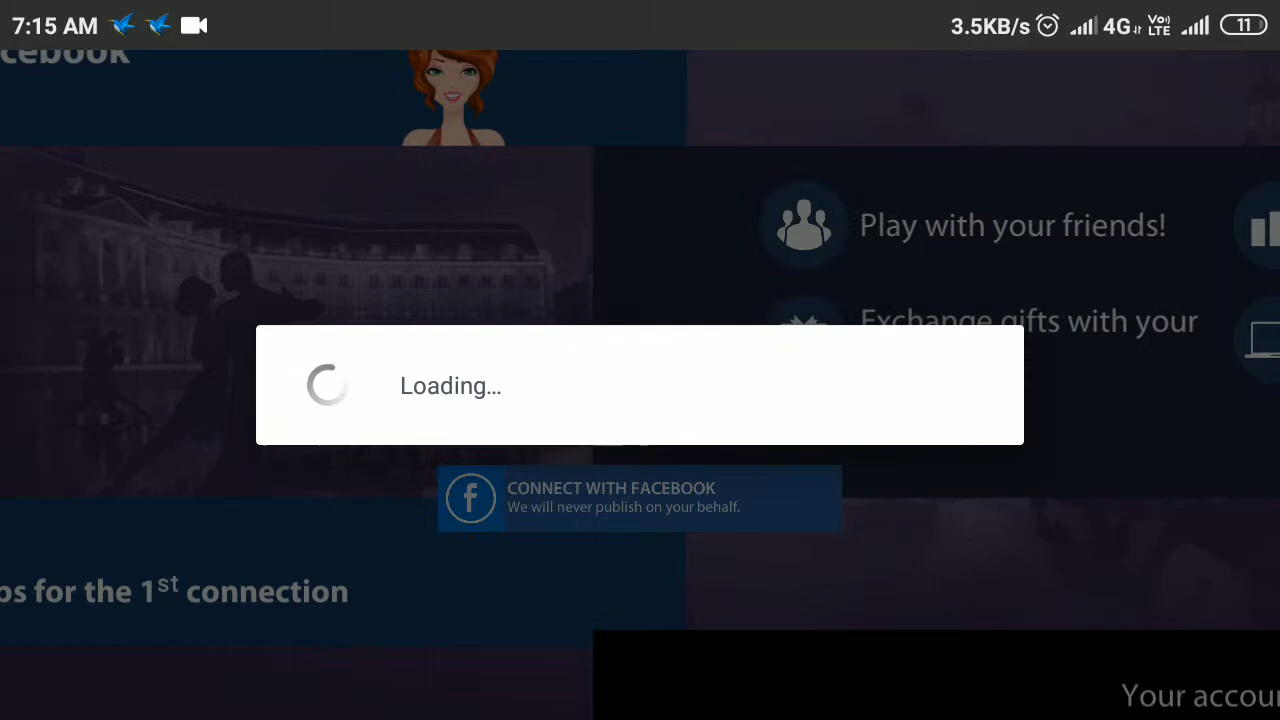 7:15 AM 3.5KB/s 4G Vo)) LTE 11
cebook
Play with your friends!
Exchange gifts with your
Loading...
f CONNECT WITH FACEBOOK
We will never publish on your behalf.
ps for the 1st connection
Your accou